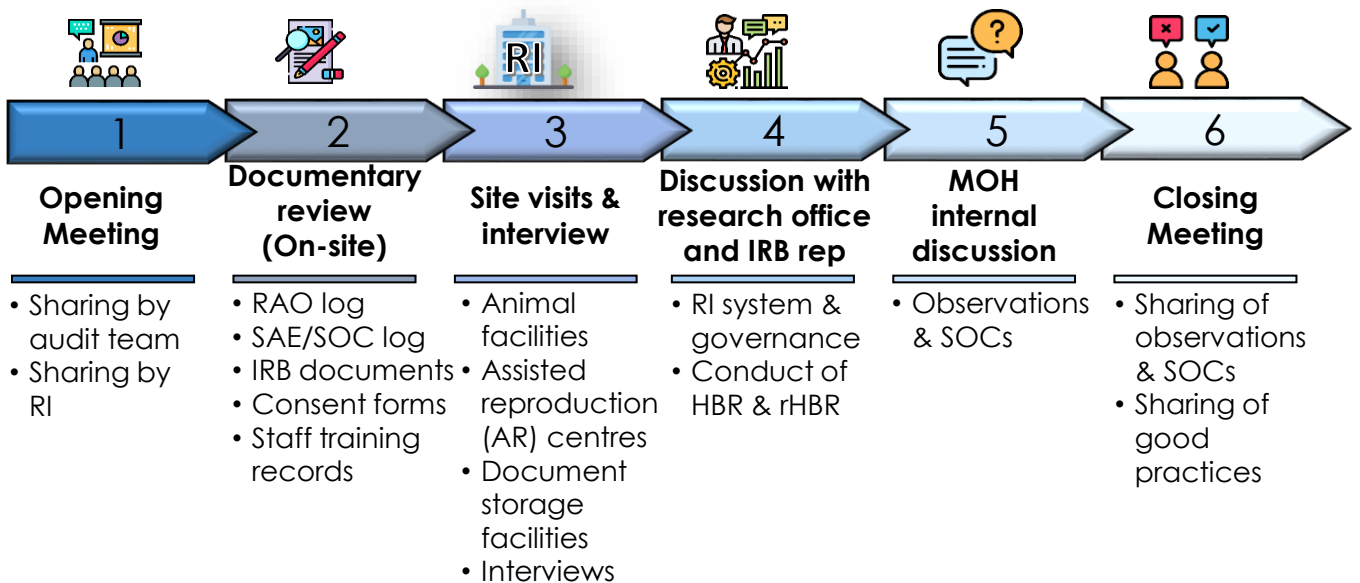 RI
1
2
3
4
5
6
Opening
Meeting
• Sharing by
audit team
• Sharing by
RI
Documentary
review
(On-site)
• RAO log
• SAE/SOC log
• IRB documents
• Consent forms
• Staff training
records
Site visits &
interview
• Animal
facilities
• Assisted
reproduction
(AR) centres
• Document
storage
facilities
• Interviews
Discussion with
research office
and IRB rep
• RI system &
governance
• Conduct of
HBR & rHBR
MOH
internal
discussion
• Observations
& SOCs
Closing
Meeting
• Sharing of
observations
& SOCs
• Sharing of
good
practices